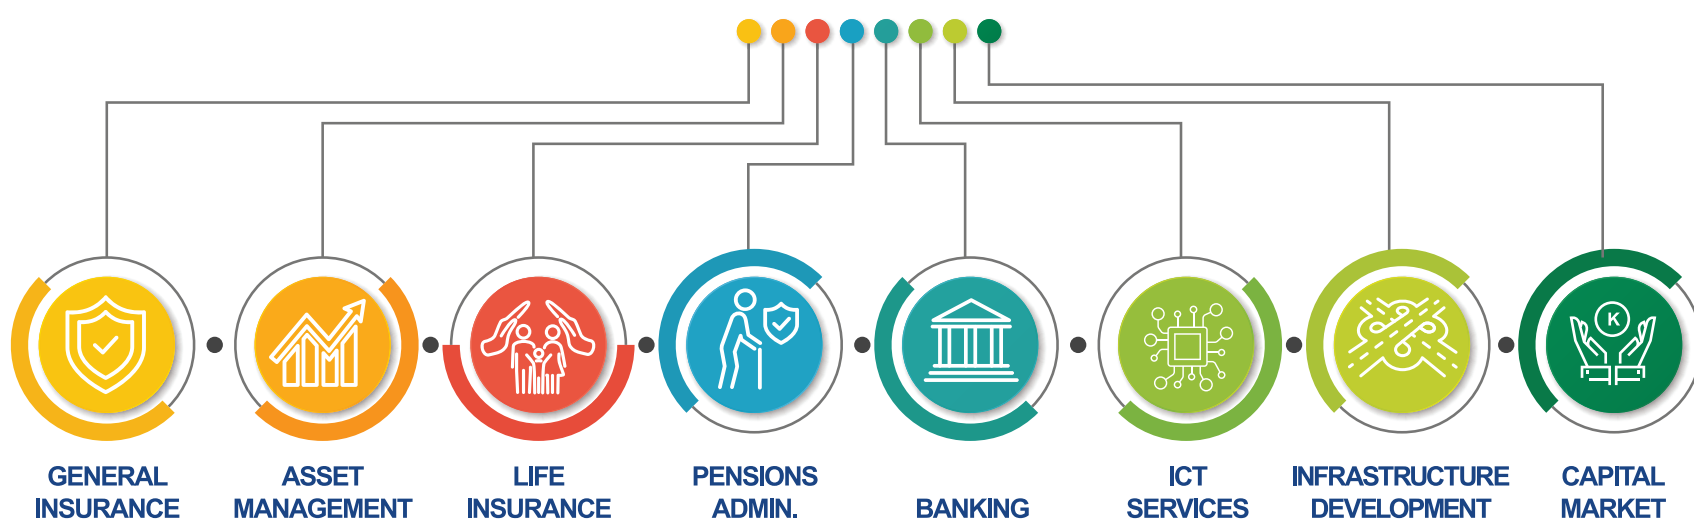 K
GENERAL
INSURANCE
ASSET
MANAGEMENT
LIFE
INSURANCE
PENSIONS
ADMIN.
BANKING
ICT
SERVICES
INFRASTRUCTURE
DEVELOPMENT
CAPITAL
MARKET